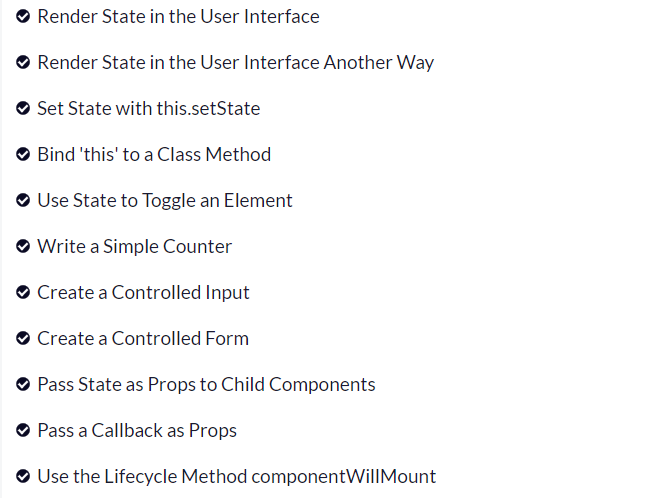 Render State in the User Interface
Render State in the User Interface Another Way
Set State with this.setState
Bind 'this' to a Class Method
Use State to Toggle an Element
Write a Simple Counter
Create a Controlled Input
Create a Controlled Form
Pass State as Props to Child Components
Pass a Callback as Props
Use the Lifecycle Method componentWillMount